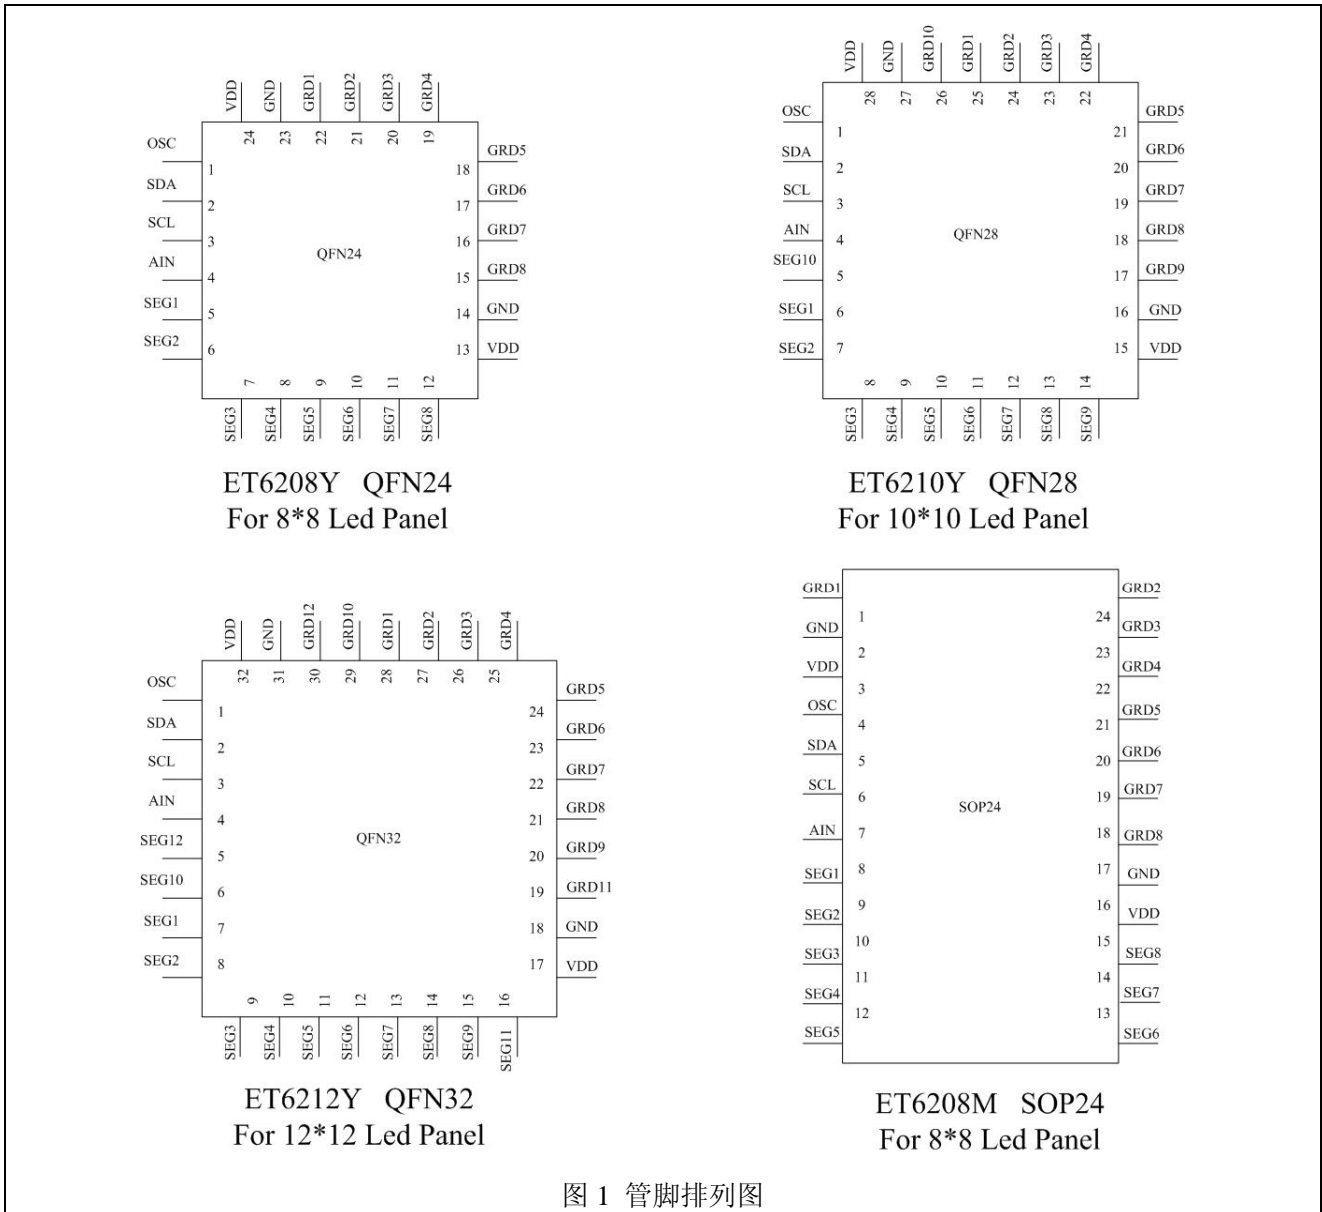 VDD GND GRD1 GRD2 GRD3 GRD4
24 23 22 21 20 19
OSC 1 18 GRD5
SDA 2 17 GRD6
SCL 3 16 GRD7
QFN24
AIN 4 15 GRD8
SEG1 5 14 GND
SEG2 6 13 VDD
7 8 9 10 11 12
SEG3 SEG4 SEG5 SEG6 SEG7 SEG8
ET6208Y QFN24
For 8*8 Led Panel
VDD GND GRD10 GRD1 GRD2 GRD3 GRD4
28 27 26 25 24 23 22
OSC 1 21 GRD5
SDA 2 20 GRD6
SCL 3 19 GRD7
AIN 4 18 GRD8
QFN28
SEG10 5 17 GRD9
SEG1 6 16 GND
SEG2 7 15 VDD
8 9 10 11 12 13 14
SEG3 SEG4 SEG5 SEG6 SEG7 SEG8 SEG9
ET6210Y QFN28
For 10*10 Led Panel
VDD GND GRD12 GRD10 GRD1 GRD2 GRD3 GRD4
32 31 30 29 28 27 26 25
OSC 1 24 GRD5
SDA 2 23 GRD6
SCL 3 22 GRD7
AIN 4 21 GRD8
QFN32
SEG12 5 20 GRD9
SEG10 6 19 GRD11
SEG1 7 18 GND
SEG2 8 17 VDD
9 10 11 12 13 14 15 16
SEG3 SEG4 SEG5 SEG6 SEG7 SEG8 SEG9 SEG11
ET6212Y QFN32
For 12*12 Led Panel
GRD1 1 24 GRD2
GND 2 23 GRD3
VDD 3 22 GRD4
OSC 4 21 GRD5
SDA 5 20 GRD6
SCL 6 19 GRD7
SOP24
AIN 7 18 GRD8
SEG1 8 17 GND
SEG2 9 16 VDD
SEG3 10 15 SEG8
SEG4 11 14 SEG7
SEG5 12 13 SEG6
ET6208M SOP24
For 8*8 Led Panel
图 1 管脚排列图